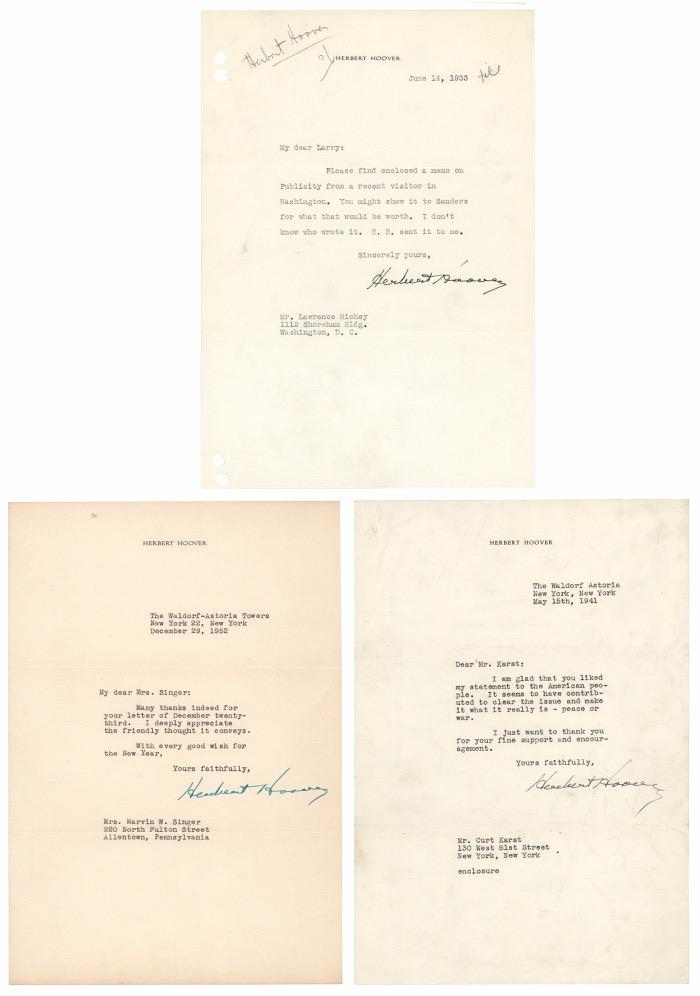 Herbert Hoover
HERBERT HOOVER
June 14, 1933
file
My dear Larry:
Please find enclosed a memo on
Publicity from a recent visitor in
Washington. You might show it to Sanders
for what that would be worth. I don't
know who wrote it. H. R. sent it to me.
Sincerely yours,
Herbert Hoover
Mr. Lawrence Richey
1112 Shoreham Bldg.
Washington, D. C.
HERBERT HOOVER
The Waldorf-Astoria Towers
New York 22, New York
December 29, 1952
My dear Mrs. Singer:
Many thanks indeed for
your letter of December twenty-
third. I deeply appreciate
the friendly thought it conveys.
With every good wish for
the New Year,
Yours faithfully,
Herbert Hoover
Mrs. Marvin W. Singer
220 North Fulton Street
Allentown, Pennsylvania
HERBERT HOOVER
The Waldorf Astoria
New York, New York
May 15th, 1941
Dear Mr. Karst:
I am glad that you liked
my statement to the American peo-
ple. It seems to have contrib-
uted to clear the issue and make
it what it really is - peace or
war.
I just want to thank you
for your fine support and encour-
agement.
Yours faithfully,
Herbert Hoover
Mr. Curt Karst
130 West 81st Street
New York, New York
enclosure